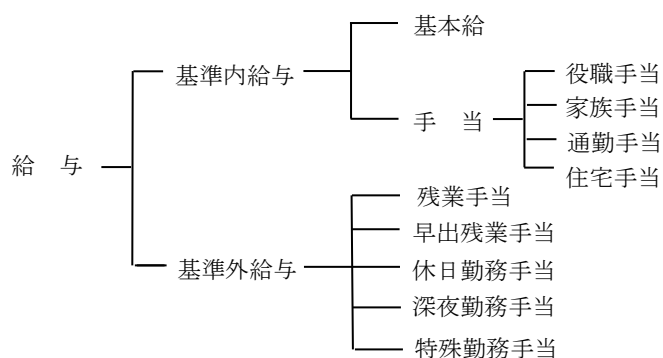 給　与
基準内給与
基本給
手　当
役職手当
家族手当
通勤手当
住宅手当
基準外給与
残業手当
早出残業手当
休日勤務手当
深夜勤務手当
特殊勤務手当